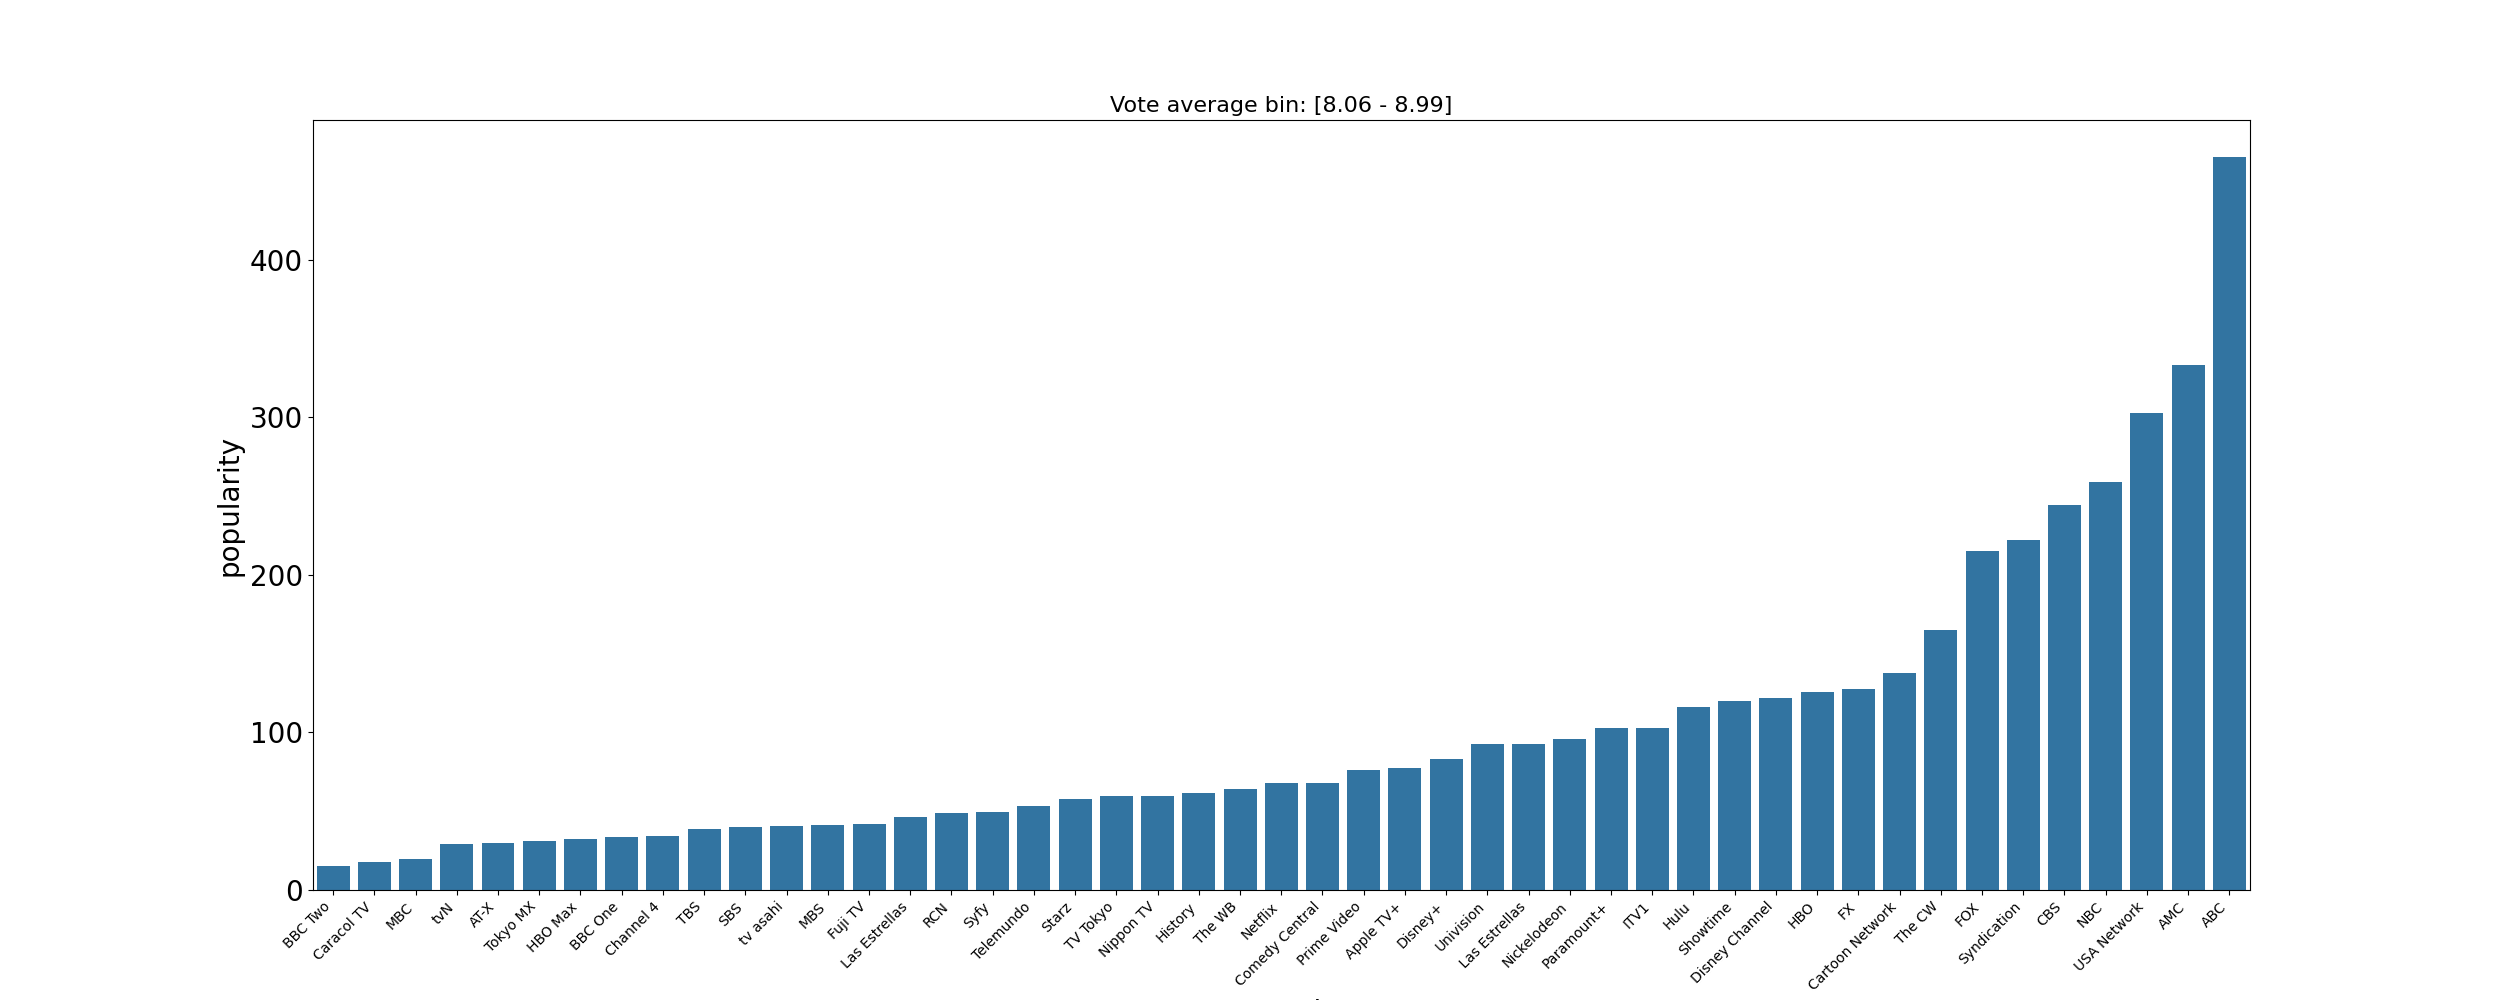 Vote average bin: [8.06 - 8.99]
popularity
400
300
200
100
0
BBC Two
Caracol TV
MBC
tvN
AT-X
Tokyo MX
HBO Max
BBC One
Channel 4
TBS
SBS
tv asahi
MBS
Fuji TV
Las Estrellas
RCN
Syfy
Telemundo
Starz
TV Tokyo
Nippon TV
History
The WB
Netflix
Comedy Central
Prime Video
Apple TV+
Disney+
Univision
Las Estrellas
Nickelodeon
Paramount+
ITV1
Hulu
Showtime
Disney Channel
HBO
FX
Cartoon Network
The CW
FOX
Syndication
CBS
NBC
USA Network
AMC
ABC